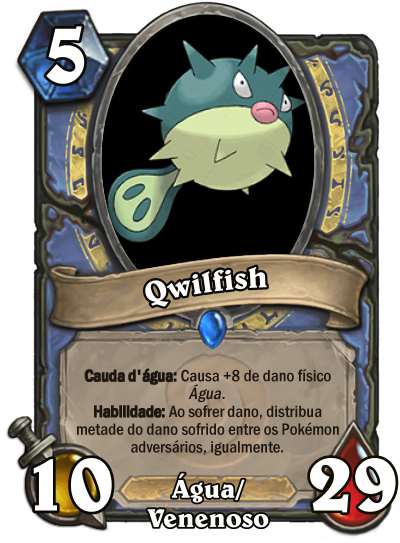 5
Qwilfish
Cauda d'água: Causa +8 de dano físico
Água.
Habilidade: Ao sofrer dano, distribua
metade do dano sofrido entre os Pokémon
adversários, igualmente.
10
Água/
Venenoso
29